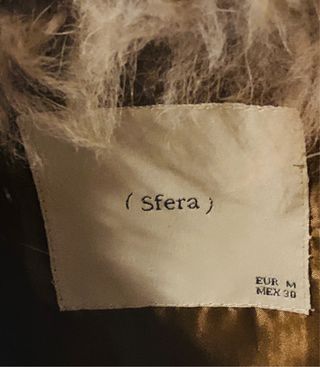 ( Sfera )
EUR M
MEX 30